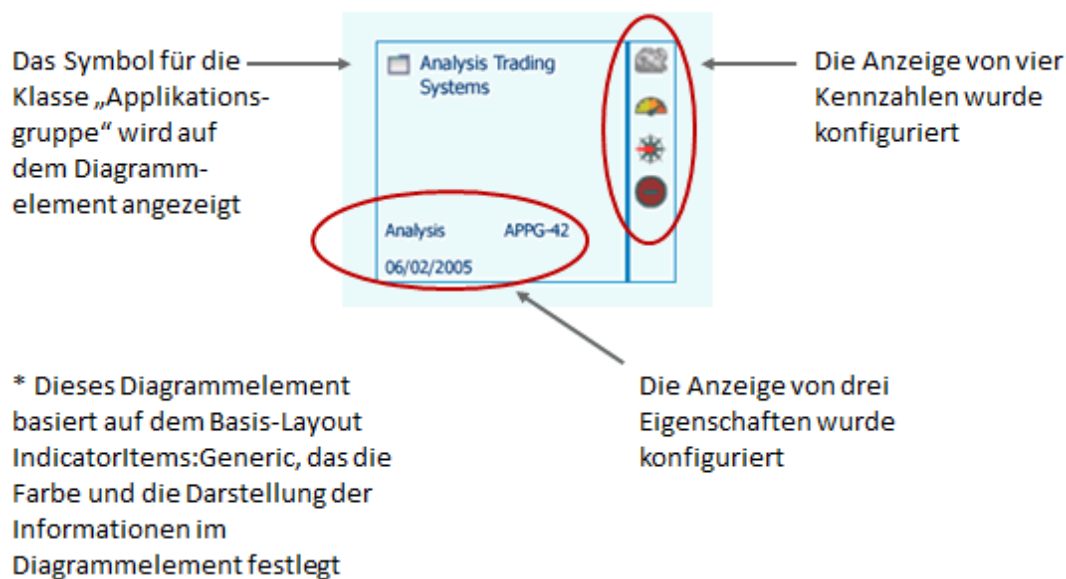 Das Symbol für die
Klasse „Applikations-
gruppe“ wird auf
dem Diagramm-
element angezeigt
Analysis Trading
Systems
Analysis APPG-42
06/02/2005
Die Anzeige von vier
Kennzahlen wurde
konfiguriert
* Dieses Diagrammelement
basiert auf dem Basis-Layout
IndicatorItems:Generic, das die
Farbe und die Darstellung der
Informationen im
Diagrammelement festlegt
Die Anzeige von drei
Eigenschaften wurde
konfiguriert